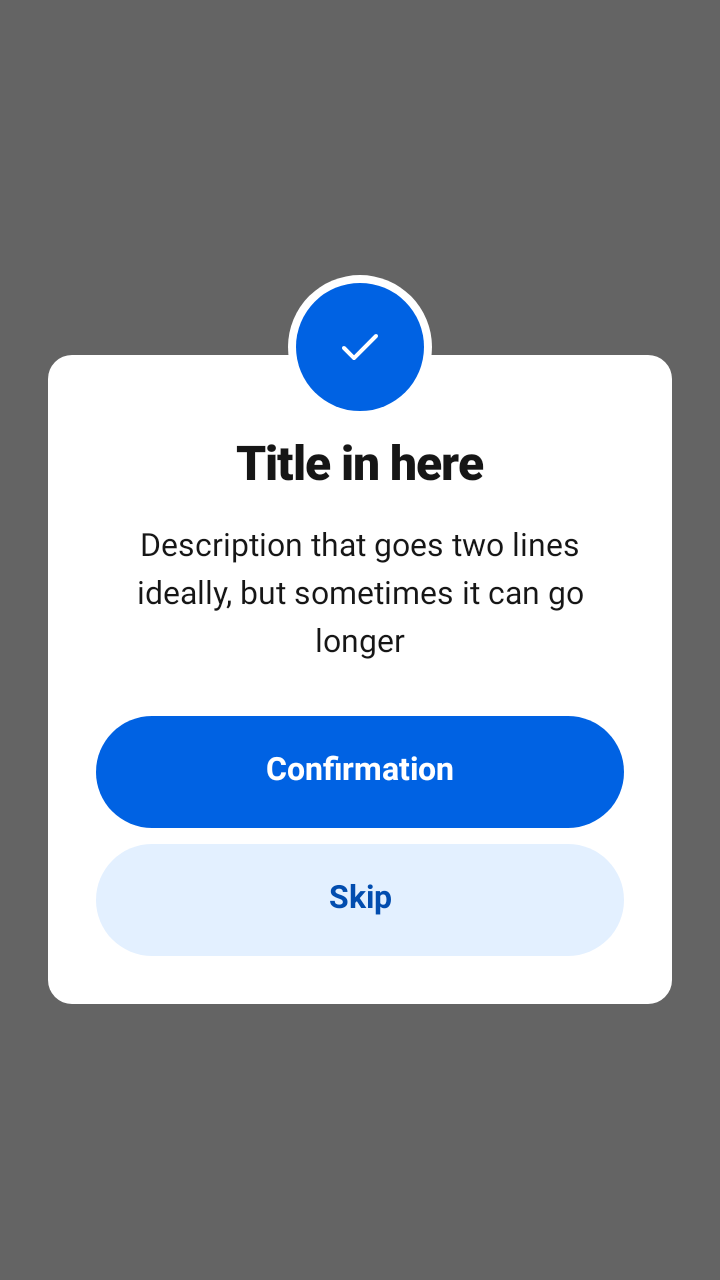 Title in here
Description that goes two lines
ideally, but sometimes it can go
longer
Confirmation
Skip